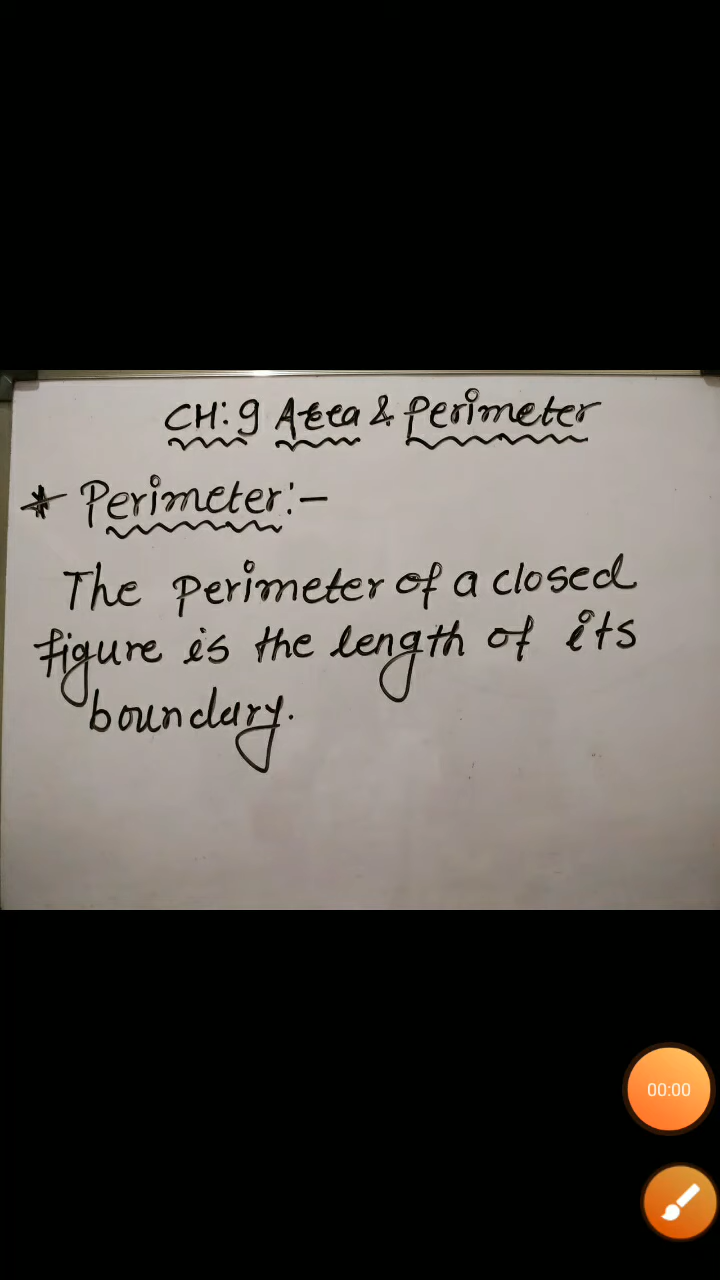 CH: 9 Area & Perimeter
* Perimeter:-
The perimeter of a closed
figure is the length of its
boundary.
00:00